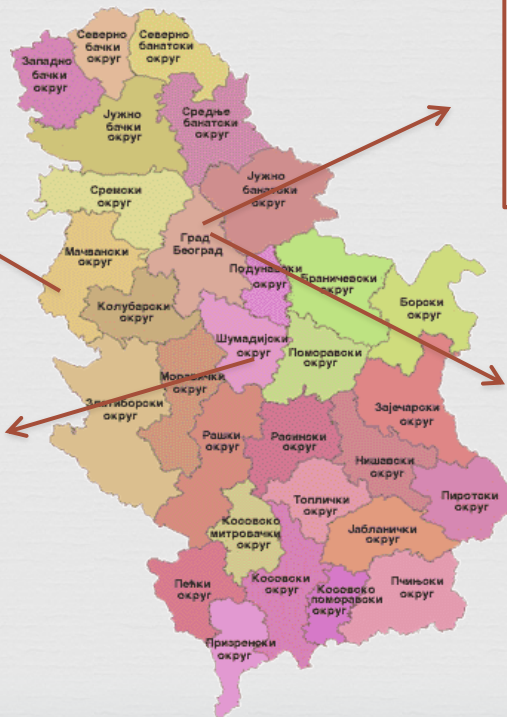 Северно
бачки
округ
Северно
банатски
округ
Западно
бачки
округ
Јужно
бачки
округ
Средње
банатски
округ
Сремски
округ
Јужно
банатски
округ
Град
Београд
Мачвански
округ
Подунавски
округ
Браничевски
округ
Борски
округ
Колубарски
округ
Шумадијски
округ
Поморавски
округ
Моравички
округ
Златиборски
округ
Зајечарски
округ
Рашки
округ
Расински
округ
Нишавски
округ
Топлички
округ
Пиротски
округ
Косовско
митровачки
округ
Јабланички
округ
Пећки
округ
Косовски
округ
Косовско
поморавски
округ
Пчињски
округ
Призренски
округ